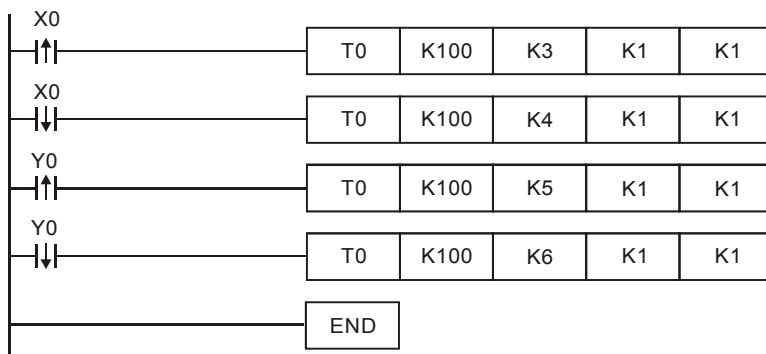 X0
T0 K100 K3 K1 K1
X0
T0 K100 K4 K1 K1
Y0
T0 K100 K5 K1 K1
Y0
T0 K100 K6 K1 K1
END